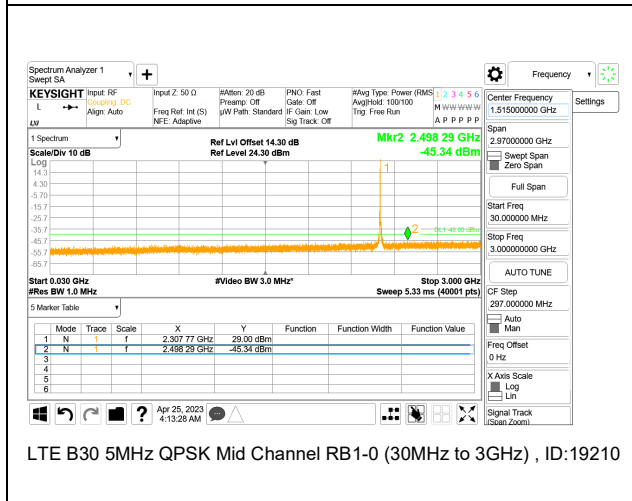 Spectrum Analyzer 1
Swept SA
+
Frequency
KEYSIGHT
L
LXI
Input: RF
Coupling: DC
Align: Auto
Input Z: 50 Ω
Freq Ref: Int (S)
NFE: Adaptive
#Atten: 20 dB
Preamp: Off
µW Path: Standard
PNO: Fast
Gate: Off
IF Gain: Low
Sig Track: Off
#Avg Type: Power (RMS
Avg|Hold: 100/100
Trig: Free Run
1 2 3 4 5 6
M W W W W W
A P P P P P
1 Spectrum
Scale/Div 10 dB
Ref Lvl Offset 14.30 dB
Ref Level 24.30 dBm
Mkr2 2.498 29 GHz
-45.34 dBm
Log
14.3
4.30
-5.70
-15.7
-25.7
-35.7
-45.7
-55.7
-65.7
1
2
DL1 -40.00 dBm
Start 0.030 GHz
#Video BW 3.0 MHz*
Stop 3.000 GHz
#Res BW 1.0 MHz
Sweep 5.33 ms (40001 pts)
5 Marker Table
Mode Trace Scale X Y Function Function Width Function Value
1 N 1 f 2.307 77 GHz 29.00 dBm
2 N 1 f 2.498 29 GHz -45.34 dBm
3
4
5
6
Apr 25, 2023
4:13:28 AM
?
Center Frequency
1.515000000 GHz
Settings
Span
2.97000000 GHz
Swept Span
Zero Span
Full Span
Start Freq
30.000000 MHz
Stop Freq
3.000000000 GHz
AUTO TUNE
CF Step
297.000000 MHz
Auto
Man
Freq Offset
0 Hz
X Axis Scale
Log
Lin
Signal Track
(Span Zoom)
LTE B30 5MHz QPSK Mid Channel RB1-0 (30MHz to 3GHz) , ID:19210